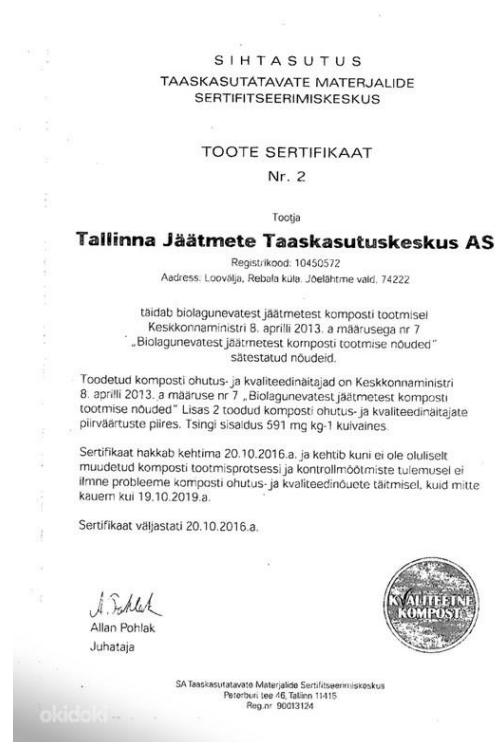 SIHTASUTUS
TAASKASUTATAVATE MATERJALIDE
SERTIFITSEERIMISKESKUS
TOOTE SERTIFIKAAT
Nr. 2
Tootja
Tallinna Jäätmete Taaskasutuskeskus AS
Registrikood: 10450572
Aadress: Loovälja, Rebala küla, Jõelähtme vald, 74222
täidab biolagunevatest jäätmetest komposti tootmisel
Keskkonnaministri 8. aprilli 2013. a määrusega nr 7
„Biolagunevatest jäätmetest komposti tootmise nõuded"
sätestatud nõudeid.
Toodetud komposti ohutus- ja kvaliteedinäitajad on Keskkonnaministri
8. aprilli 2013. a määruse nr 7 „Biolagunevatest jäätmetest komposti
tootmise nõuded" Lisas 2 toodud komposti ohutus- ja kvaliteedinäitajate
piirväärtuste piires. Tsingi sisaldus 591 mg kg-1 kuivaines.
Sertifikaat hakkab kehtima 20.10.2016.a. ja kehtib kuni ei ole oluliselt
muudetud komposti tootmisprotsessi ja kontrollmõõtmiste tulemusel ei
ilmne probleeme komposti ohutus- ja kvaliteedinõuete täitmisel, kuid mitte
kauem kui 19.10.2019.a.
Sertifikaat väljastati 20.10.2016.a.
KVALITEETNE
KOMPOST
Allan Pohlak
Juhataja
SA Taaskasutatavate Materjalide Sertifitseerimiskeskus
Peterburi tee 46, Tallinn 11415
Reg.nr 90013124
okidoki